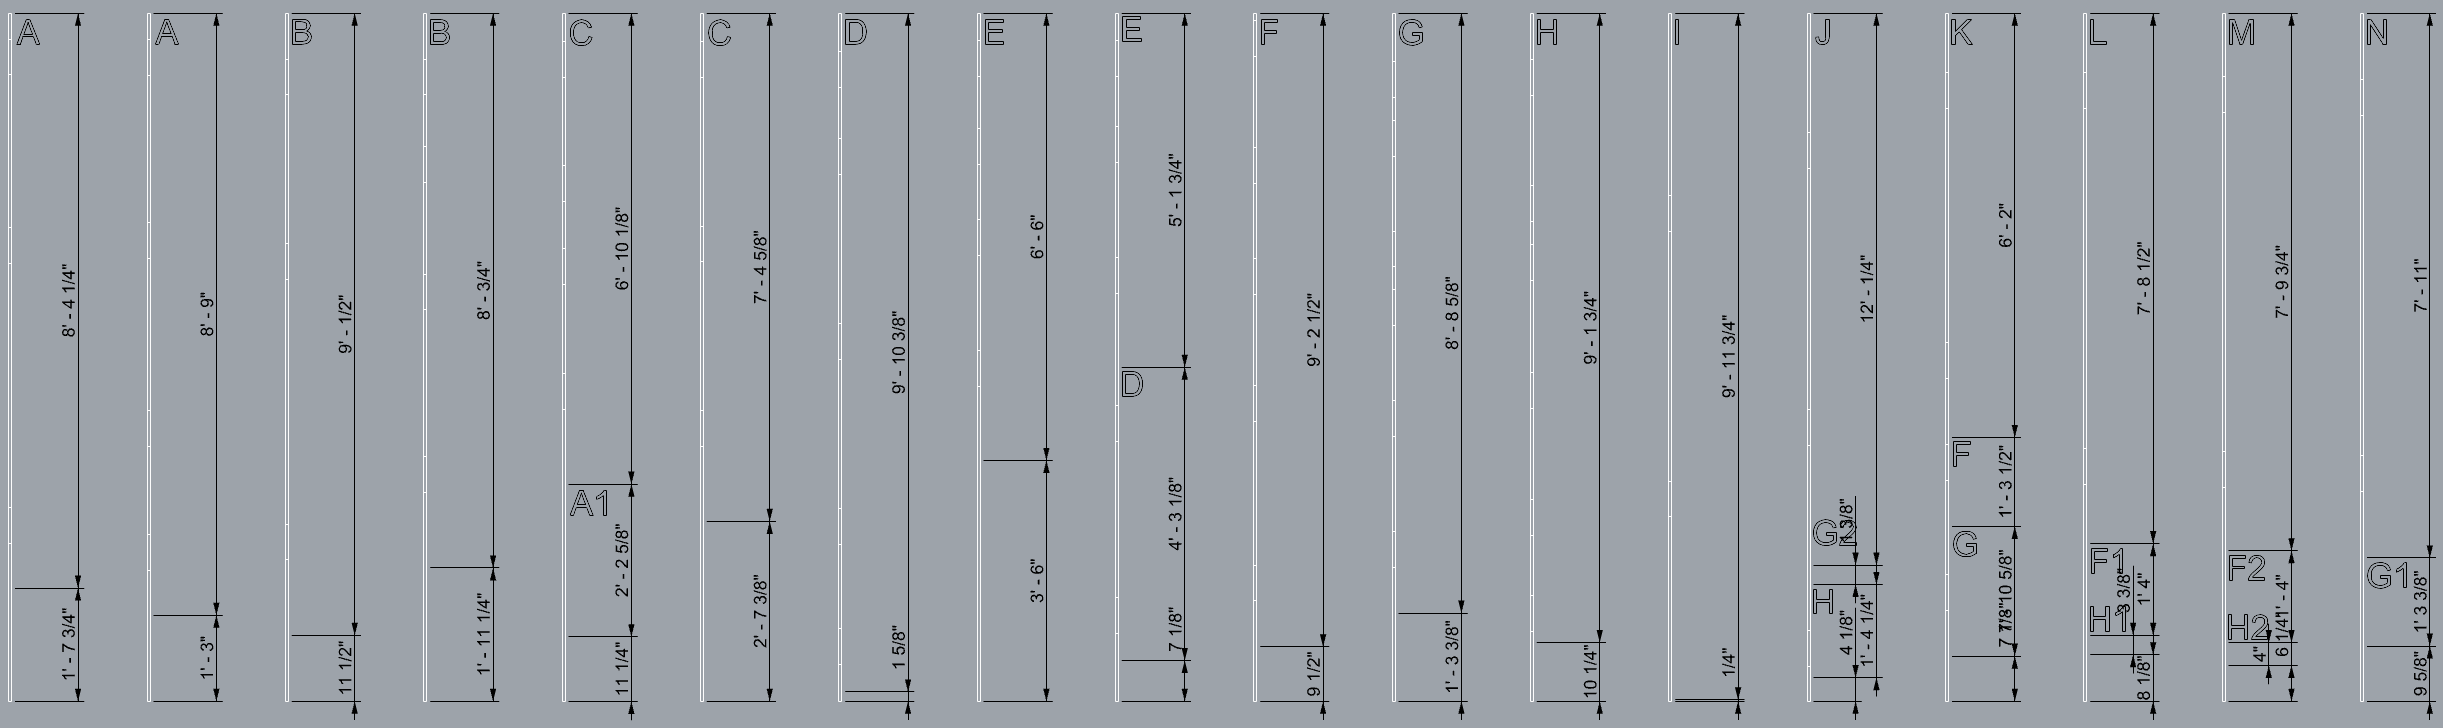 A
8' - 4 1/4"
1' - 7 3/4"
A
8' - 9"
1' - 3"
B
9' - 1/2"
11 1/2"
B
8' - 3/4"
1' - 11 1/4"
C
6' - 10 1/8"
A1
2' - 2 5/8"
11 1/4"
C
7' - 4 5/8"
2' - 7 3/8"
D
9' - 10 3/8"
1 5/8"
E
6' - 6"
3' - 6"
E
5' - 1 3/4"
D
4' - 3 1/8"
7 1/8"
F
9' - 2 1/2"
9 1/2"
G
8' - 8 5/8"
1' - 3 3/8"
H
9' - 1 3/4"
10 1/4"
I
9' - 11 3/4"
1/4"
J
12' - 1/4"
G2
3/8"
H
4 1/8"
1' - 4 1/4"
K
6' - 2"
F
1' - 3 1/2"
G
10 5/8"
7 7/8"
L
7' - 8 1/2"
F1
1' 4"
3 3/8"
H1
8 1/8"
M
7' - 9 3/4"
F2
1' - 4"
H2
6 1/4"
4"
N
7' - 11"
G1
1' 3 3/8"
9 5/8"